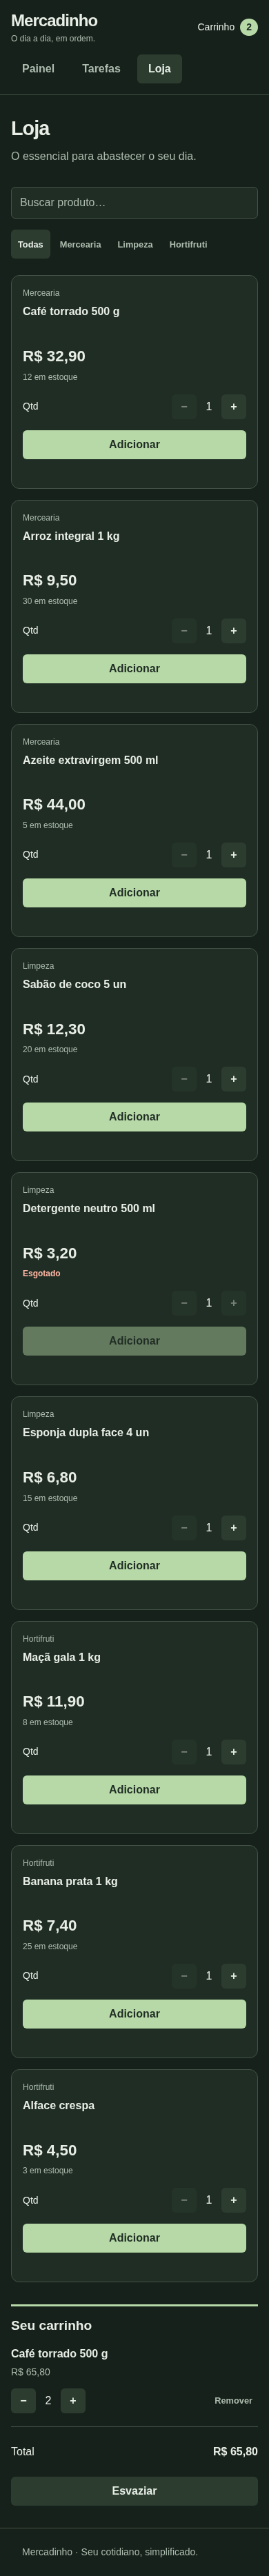 Mercadinho
O dia a dia, em ordem.
Carrinho 2
Painel Tarefas Loja
Loja
O essencial para abastecer o seu dia.
Buscar produto…
Todas Mercearia Limpeza Hortifruti
Mercearia
Café torrado 500 g
R$ 32,90
12 em estoque
Qtd − 1 +
Adicionar
Mercearia
Arroz integral 1 kg
R$ 9,50
30 em estoque
Qtd − 1 +
Adicionar
Mercearia
Azeite extravirgem 500 ml
R$ 44,00
5 em estoque
Qtd − 1 +
Adicionar
Limpeza
Sabão de coco 5 un
R$ 12,30
20 em estoque
Qtd − 1 +
Adicionar
Limpeza
Detergente neutro 500 ml
R$ 3,20
Esgotado
Qtd − 1 +
Adicionar
Limpeza
Esponja dupla face 4 un
R$ 6,80
15 em estoque
Qtd − 1 +
Adicionar
Hortifruti
Maçã gala 1 kg
R$ 11,90
8 em estoque
Qtd − 1 +
Adicionar
Hortifruti
Banana prata 1 kg
R$ 7,40
25 em estoque
Qtd − 1 +
Adicionar
Hortifruti
Alface crespa
R$ 4,50
3 em estoque
Qtd − 1 +
Adicionar
Seu carrinho
Café torrado 500 g
R$ 65,80
− 2 + Remover
Total R$ 65,80
Esvaziar
Mercadinho · Seu cotidiano, simplificado.